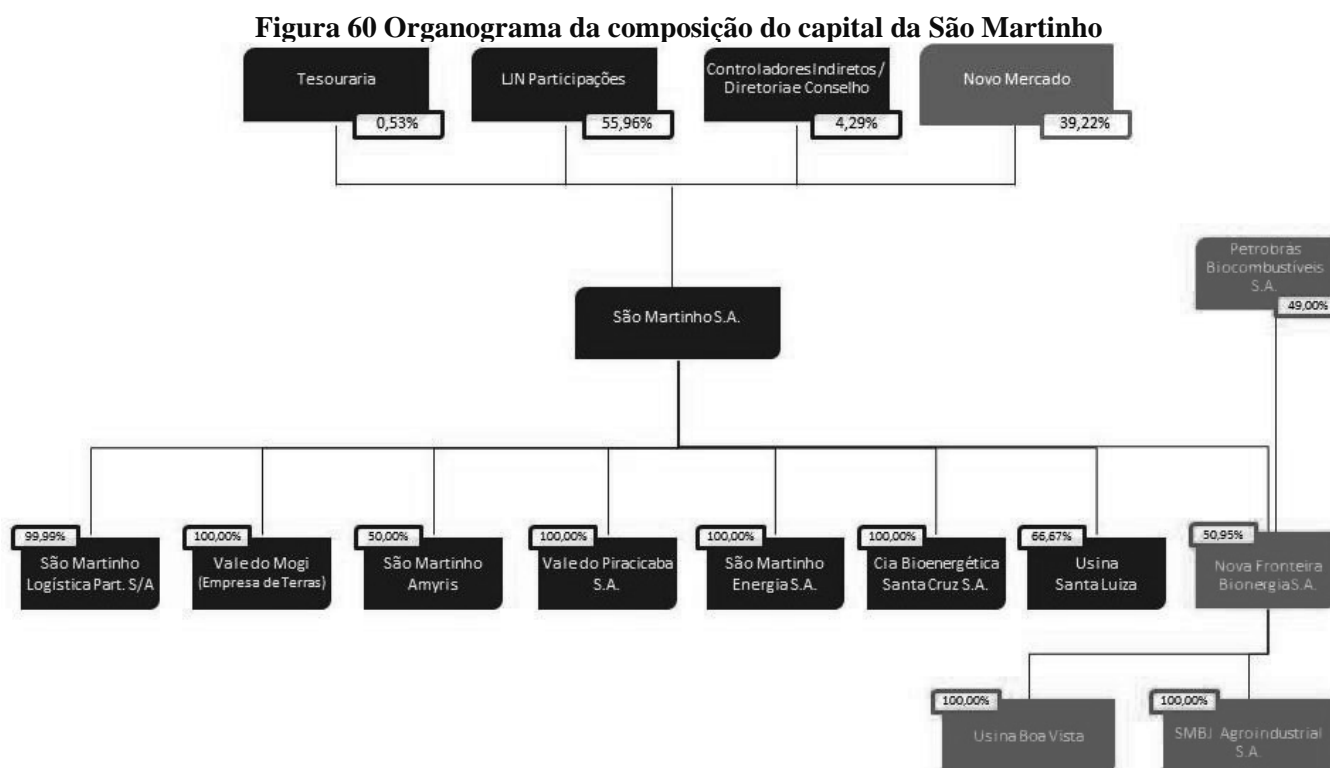 Figura 60 Organograma da composição do capital da São Martinho
Tesouraria
0,53%
LJN Participações
55,96%
Controladores Indiretos /
Diretoria e Conselho
4,29%
Novo Mercado
39,22%
Petrobrás
Biocombustíveis
S.A.
49,00%
São Martinho S.A.
99,99%
São Martinho
Logística Part. S/A
100,00%
Vale do Mogi
(Empresa de Terras)
50,00%
São Martinho
Amyris
100,00%
Vale do Piracicaba
S.A.
100,00%
São Martinho
Energia S.A.
100,00%
Cia Bioenergética
Santa Cruz S.A.
66,67%
Usina
Santa Luiza
50,95%
Nova Fronteira
Bionergia S.A.
100,00%
Usina Boa Vista
100,00%
SMBJ Agroindustrial
S.A.